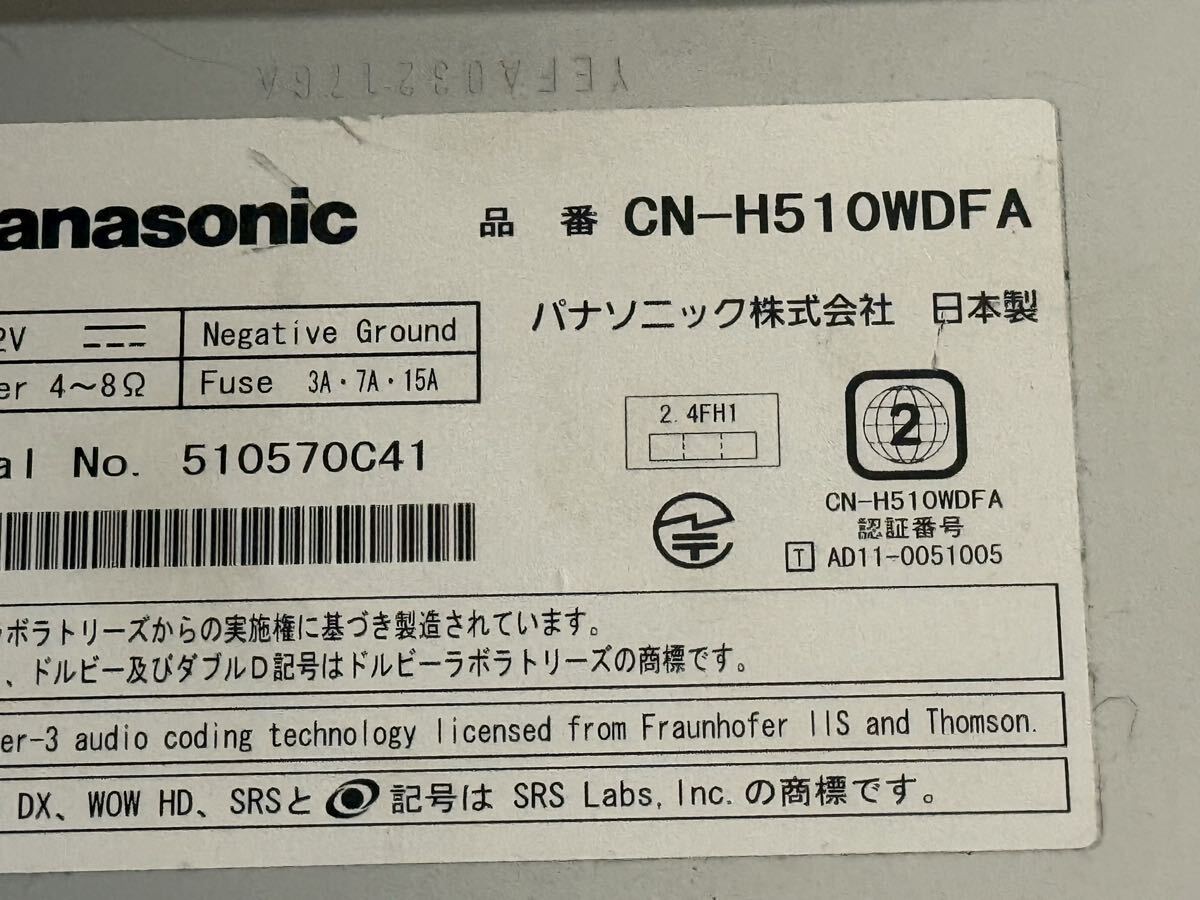 YEFA03217GA
anasonic
品 番 CN-H510WDFA
パナソニック株式会社 日本製
2V
Negative Ground
er 4~8Ω
Fuse 3A・7A・15A
2.4FH1
2
al No. 510570C41
CN-H510WDFA
認証番号
T AD11-0051005
ラボラトリーズからの実施権に基づき製造されています。
、ドルビー及びダブルD記号はドルビーラボラトリーズの商標です。
er-3 audio coding technology licensed from Fraunhofer IIS and Thomson.
DX、WOW HD、SRSと 記号は SRS Labs,Inc.の商標です。